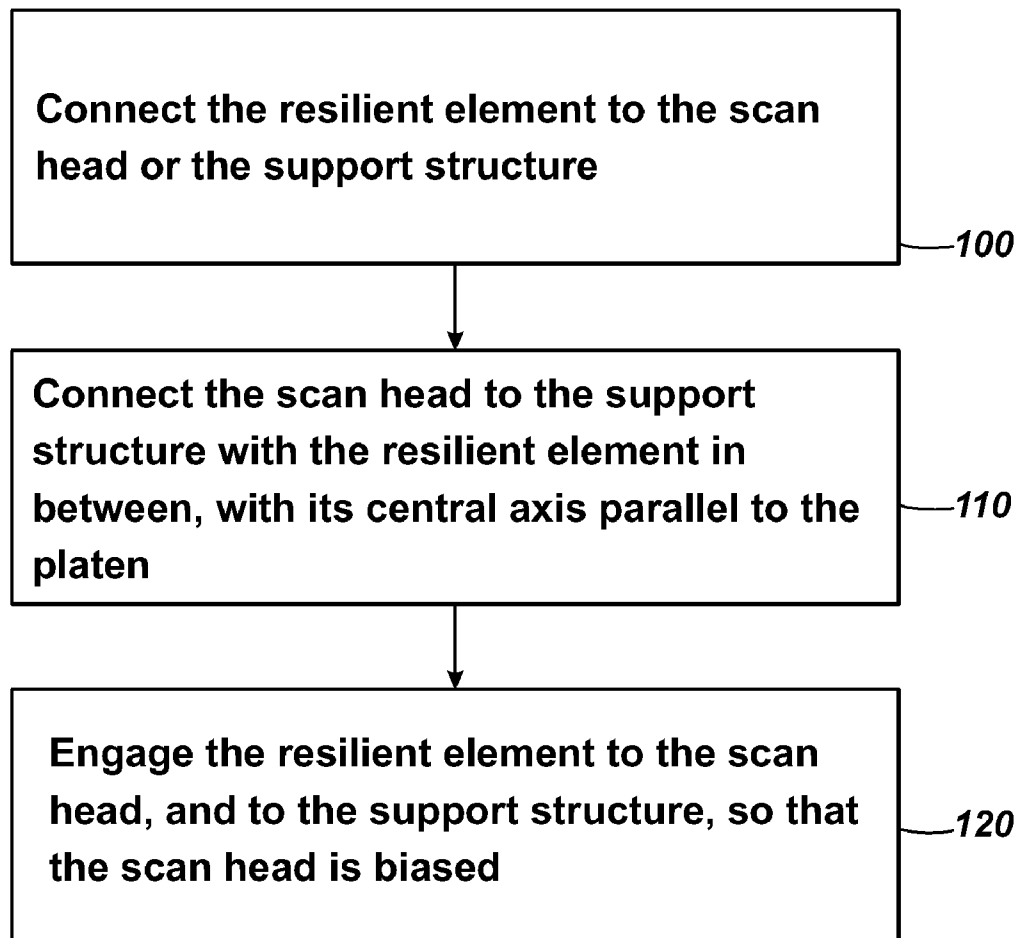 Connect the resilient element to the scan
head or the support structure
100
Connect the scan head to the support
structure with the resilient element in
between, with its central axis parallel to the
platen
110
Engage the resilient element to the scan
head, and to the support structure, so that
the scan head is biased
120